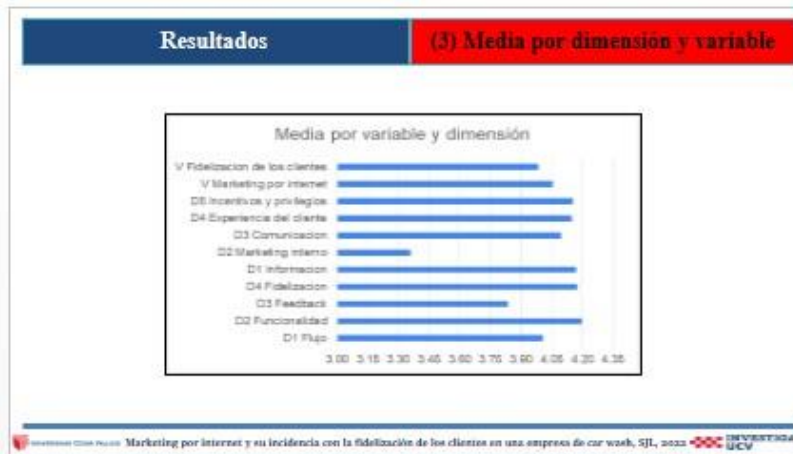 Resultados
(3) Media por dimensión y variable
Media por variable y dimensión
V Fidelizacion de los clientes
V Marketing por internet
D5 Incentivos y privilegios
D4 Experiencia del cliente
D3 Comunicacion
D2 Marketing interno
D1 Informacion
D4 Fidelizacion
D3 Feedback
D2 Funcionalidad
D1 Flujo
3.00 3.15 3.30 3.45 3.60 3.75 3.90 4.05 4.20 4.35
Universidad César Vallejo
Marketing por internet y su incidencia con la fidelización de los clientes en una empresa de car wash, SJL, 2022
INVESTIGA
UCV